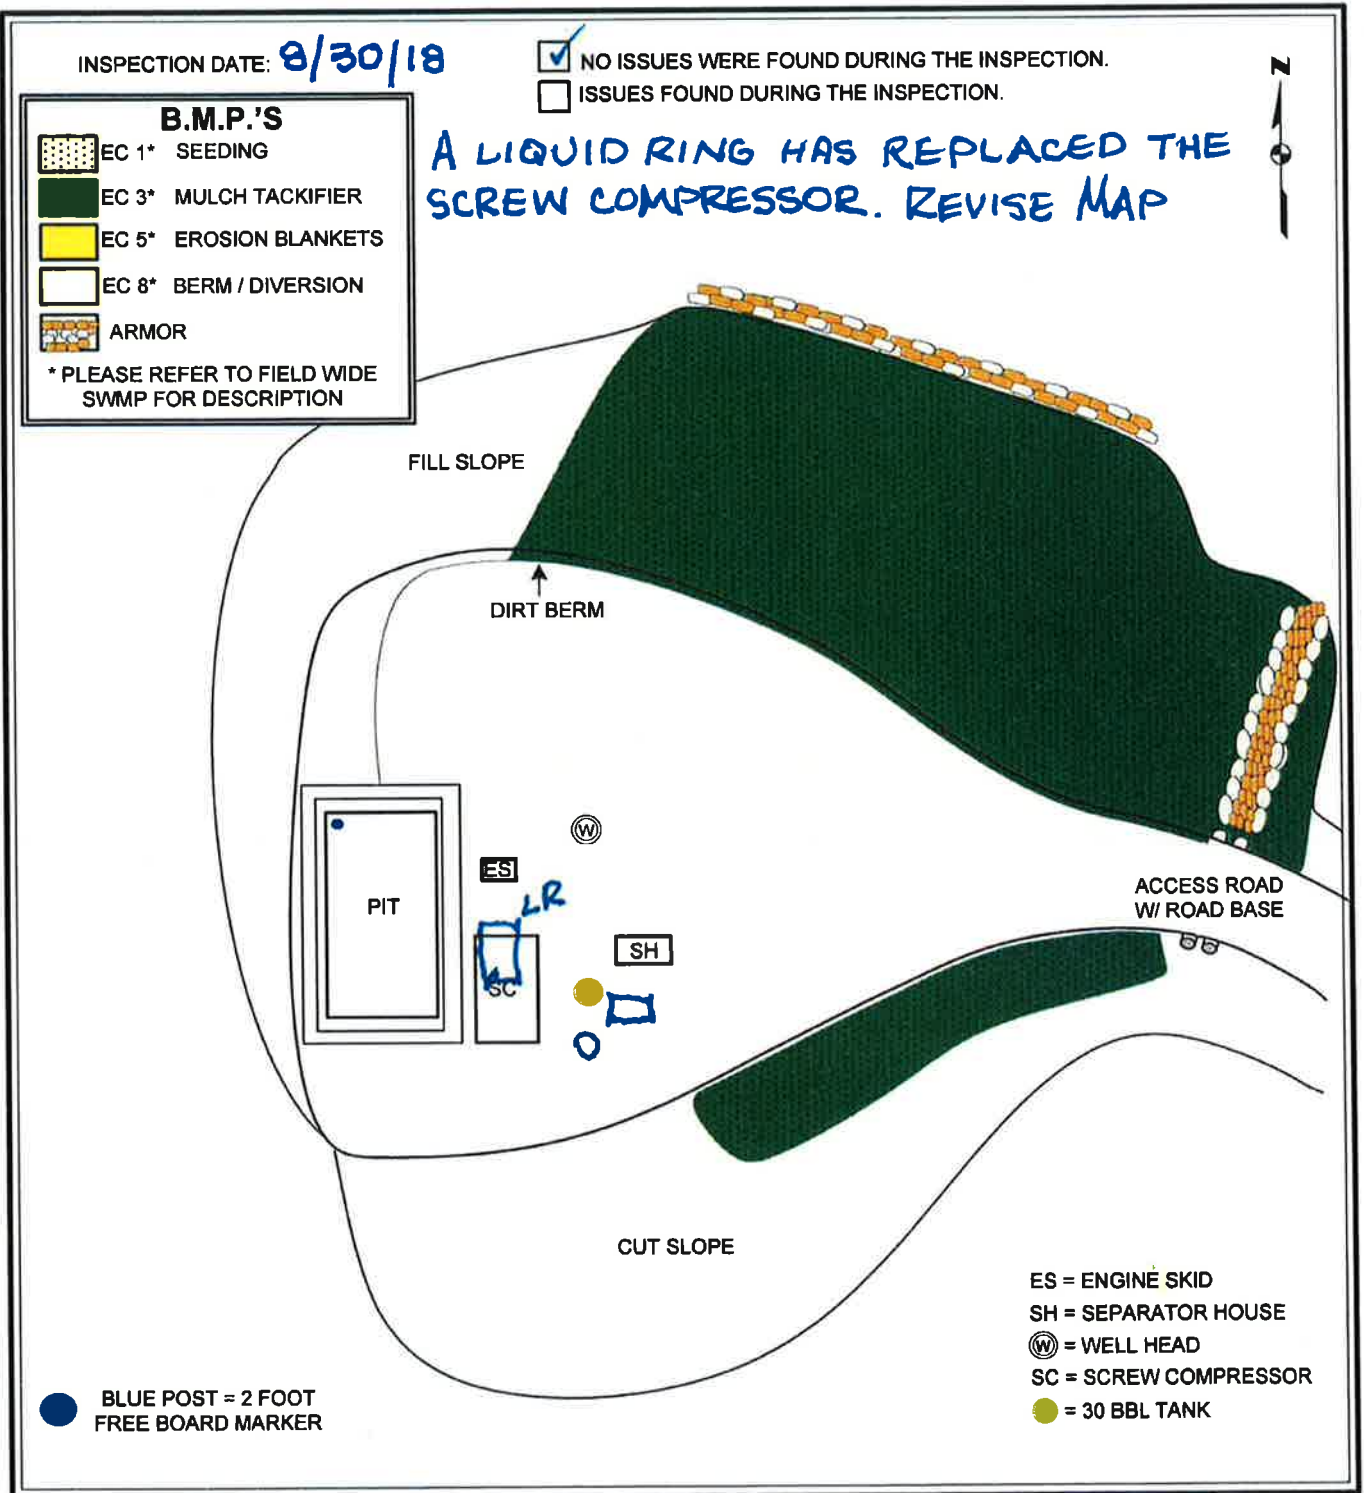 INSPECTION DATE: 8/30/18
NO ISSUES WERE FOUND DURING THE INSPECTION.
ISSUES FOUND DURING THE INSPECTION.
N
B.M.P.'S
EC 1* SEEDING
EC 3* MULCH TACKIFIER
EC 5* EROSION BLANKETS
EC 8* BERM / DIVERSION
ARMOR
* PLEASE REFER TO FIELD WIDE
SWMP FOR DESCRIPTION
A LIQUID RING HAS REPLACED THE
SCREW COMPRESSOR. REVISE MAP
FILL SLOPE
DIRT BERM
W
ES
LR
PIT
ACCESS ROAD
W/ ROAD BASE
SH
SC
CUT SLOPE
ES = ENGINE SKID
SH = SEPARATOR HOUSE
W = WELL HEAD
SC = SCREW COMPRESSOR
= 30 BBL TANK
BLUE POST = 2 FOOT
FREE BOARD MARKER